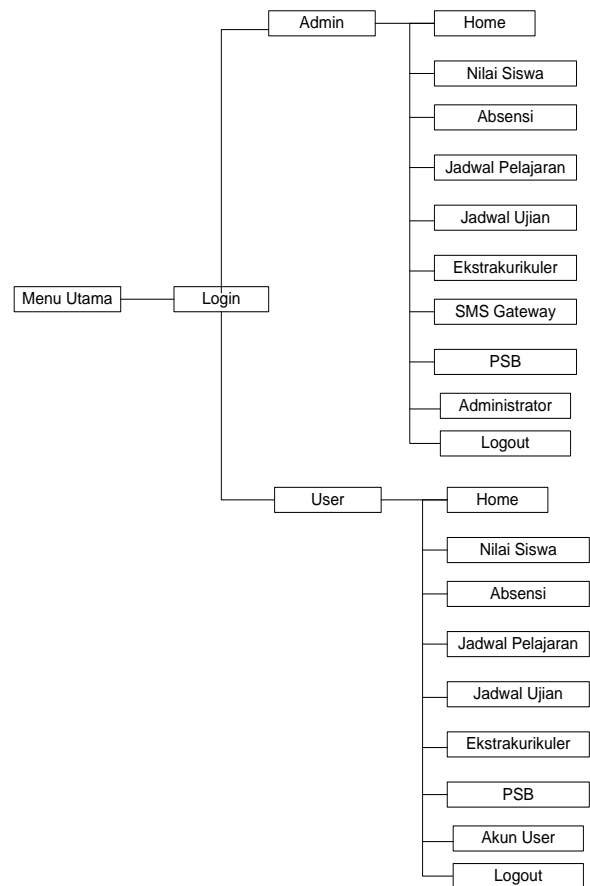 Admin
Home
Nilai Siswa
Absensi
Jadwal Pelajaran
Jadwal Ujian
Ekstrakurikuler
Menu Utama
Login
SMS Gateway
PSB
Administrator
Logout
User
Home
Nilai Siswa
Absensi
Jadwal Pelajaran
Jadwal Ujian
Ekstrakurikuler
PSB
Akun User
Logout